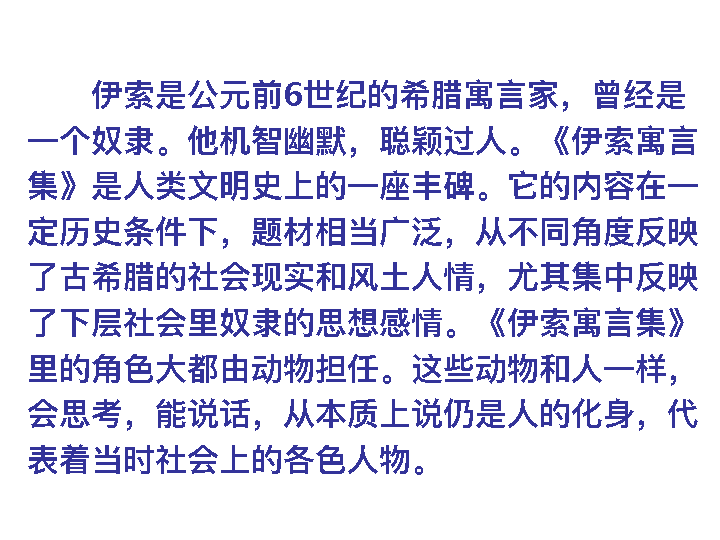 伊索是公元前6世纪的希腊寓言家，曾经是
一个奴隶。他机智幽默，聪颖过人。《伊索寓言
集》是人类文明史上的一座丰碑。它的内容在一
定历史条件下，题材相当广泛，从不同角度反映
了古希腊的社会现实和风土人情，尤其集中反映
了下层社会里奴隶的思想感情。《伊索寓言集》
里的角色大都由动物担任。这些动物和人一样，
会思考，能说话，从本质上说仍是人的化身，代
表着当时社会上的各色人物。